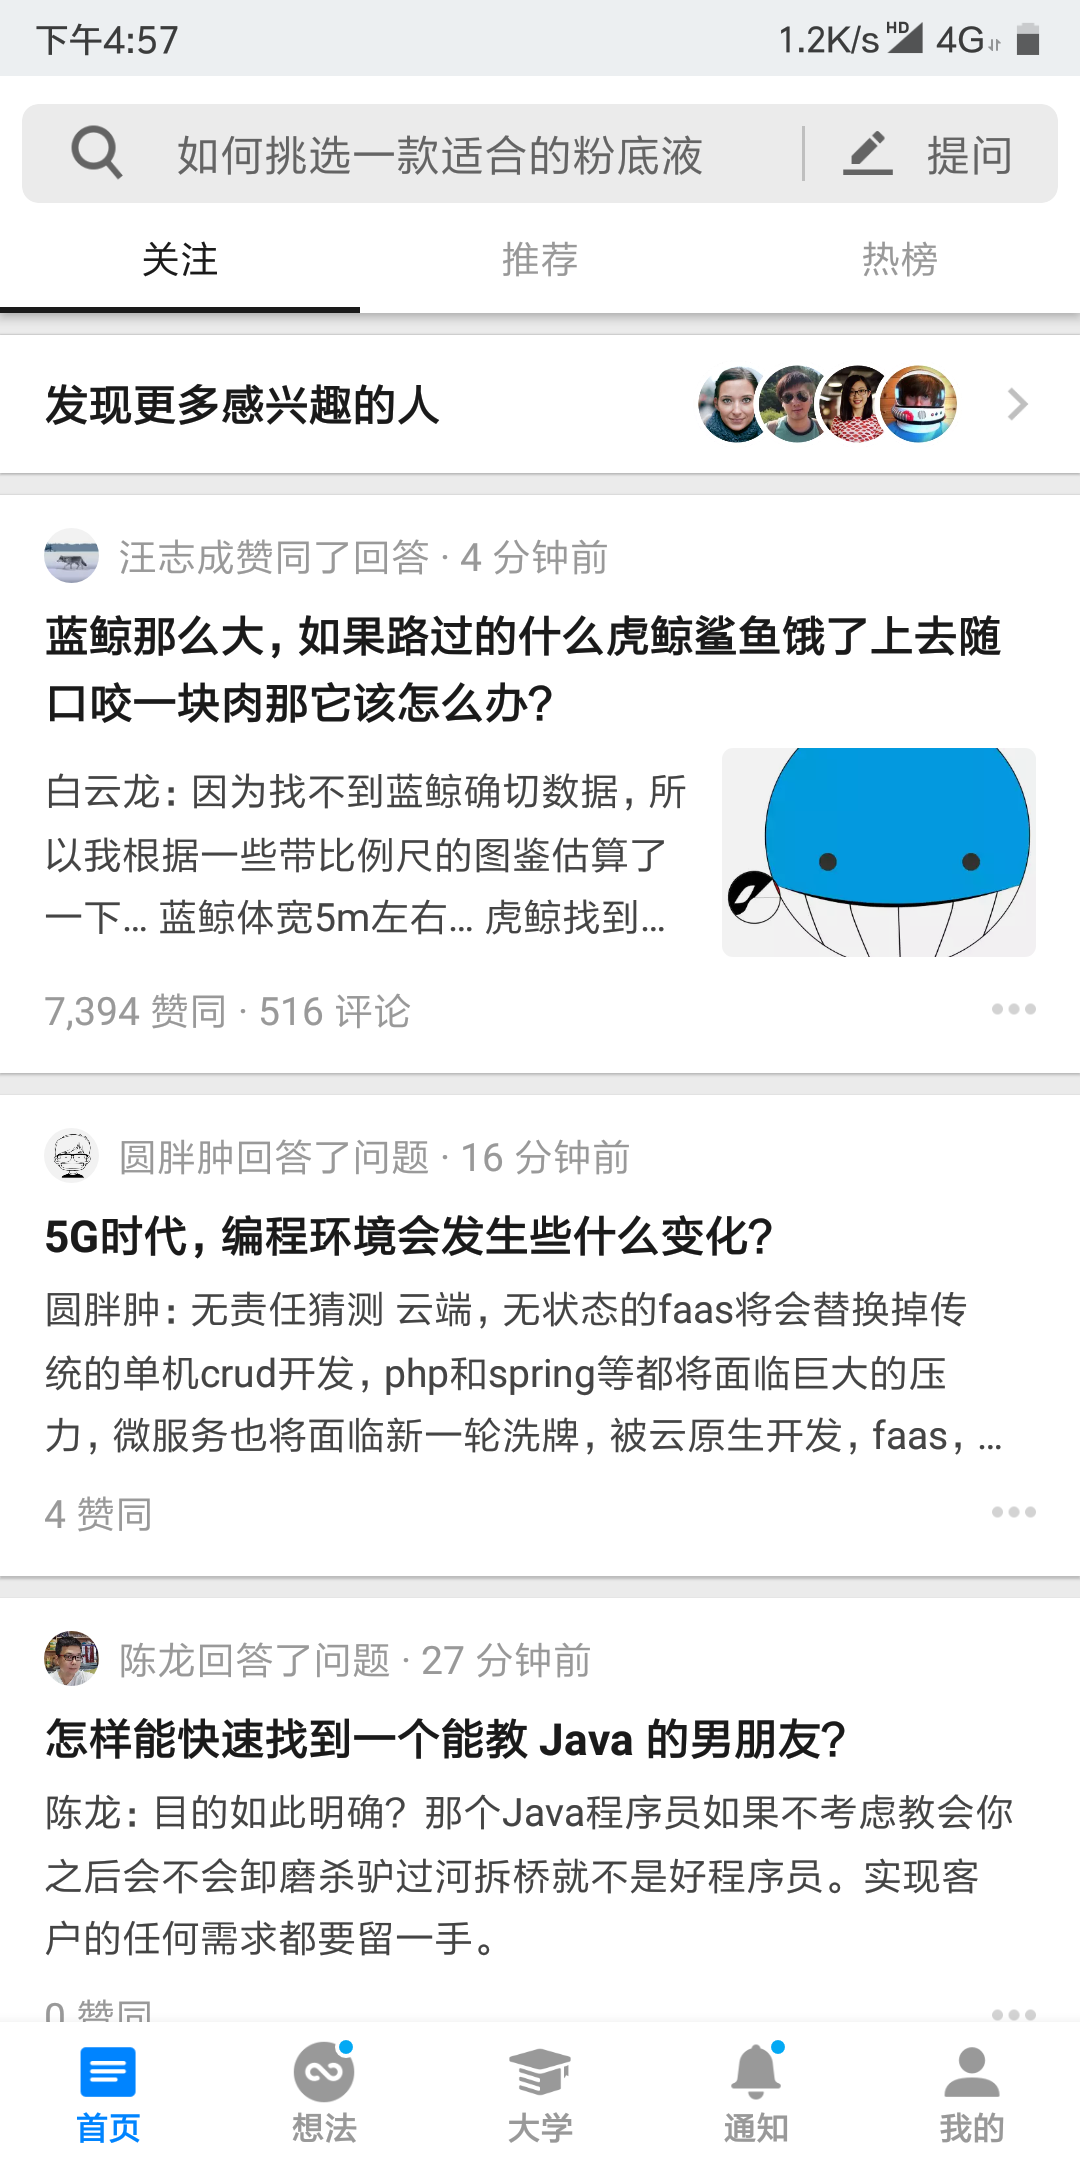 下午4:57
1.2K/s HD 4G
如何挑选一款适合的粉底液
提问
关注
推荐
热榜
发现更多感兴趣的人
汪志成赞同了回答 · 4 分钟前
蓝鲸那么大，如果路过的什么虎鲸鲨鱼饿了上去随
口咬一块肉那它该怎么办？
白云龙：因为找不到蓝鲸确切数据，所
以我根据一些带比例尺的图鉴估算了
一下... 蓝鲸体宽5m左右... 虎鲸找到...
7,394 赞同 · 516 评论
圆胖肿回答了问题 · 16 分钟前
5G时代，编程环境会发生些什么变化？
圆胖肿：无责任猜测 云端，无状态的faas将会替换掉传
统的单机crud开发，php和spring等都将面临巨大的压
力，微服务也将面临新一轮洗牌，被云原生开发，faas，...
4 赞同
陈龙回答了问题 · 27 分钟前
怎样能快速找到一个能教 Java 的男朋友？
陈龙：目的如此明确？那个Java程序员如果不考虑教会你
之后会不会卸磨杀驴过河拆桥就不是好程序员。实现客
户的任何需求都要留一手。
0 赞同
首页
想法
大学
通知
我的